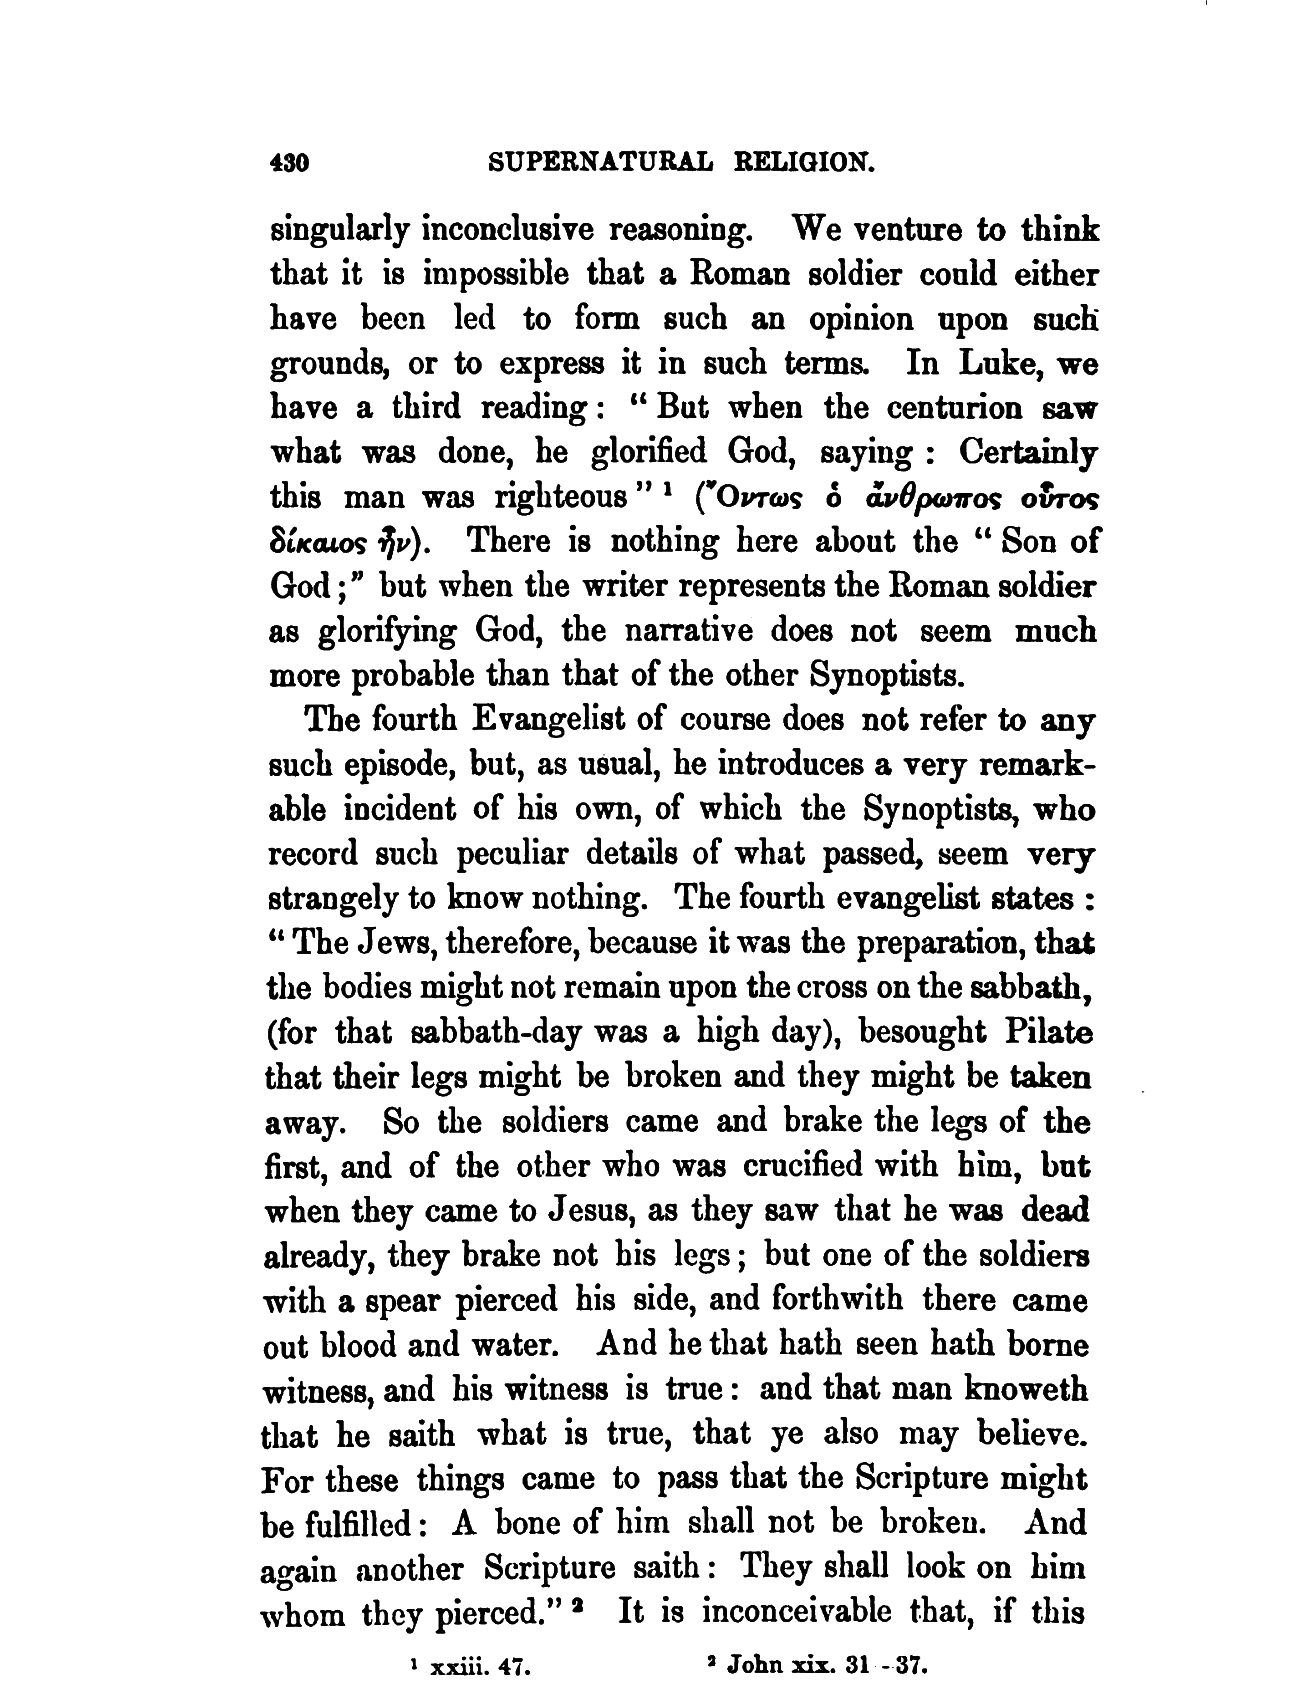 430 SUPERNATURAL RELIGION.
singularly inconclusive reasoning. We venture to think
that it is impossible that a Roman soldier could either
have been led to form such an opinion upon such
grounds, or to express it in such terms. In Luke, we
have a third reading: “But when the centurion saw
what was done, he glorified God, saying : Certainly
this man was righteous” ¹ (Ὄντως ὁ ἄνθρωπος οὗτος
δίκαιος ἦν). There is nothing here about the “Son of
God;” but when the writer represents the Roman soldier
as glorifying God, the narrative does not seem much
more probable than that of the other Synoptists.
The fourth Evangelist of course does not refer to any
such episode, but, as usual, he introduces a very remark-
able incident of his own, of which the Synoptists, who
record such peculiar details of what passed, seem very
strangely to know nothing. The fourth evangelist states :
“The Jews, therefore, because it was the preparation, that
the bodies might not remain upon the cross on the sabbath,
(for that sabbath-day was a high day), besought Pilate
that their legs might be broken and they might be taken
away. So the soldiers came and brake the legs of the
first, and of the other who was crucified with him, but
when they came to Jesus, as they saw that he was dead
already, they brake not his legs; but one of the soldiers
with a spear pierced his side, and forthwith there came
out blood and water. And he that hath seen hath borne
witness, and his witness is true: and that man knoweth
that he saith what is true, that ye also may believe.
For these things came to pass that the Scripture might
be fulfilled: A bone of him shall not be broken. And
again another Scripture saith: They shall look on him
whom they pierced.” ² It is inconceivable that, if this
¹ xxiii. 47. ² John xix. 31—37.